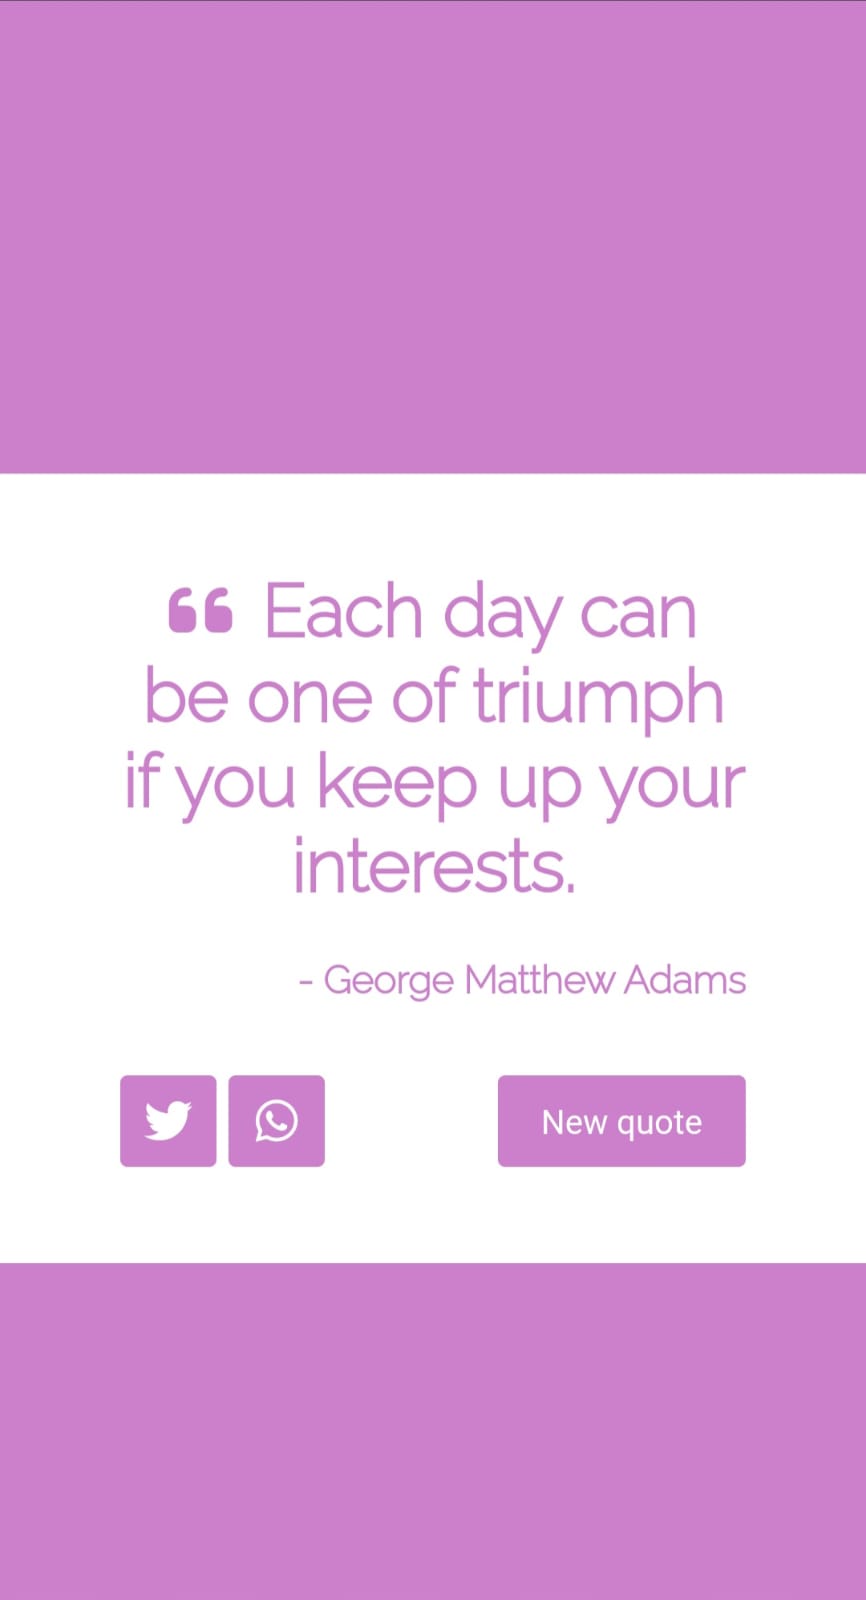 “ Each day can
be one of triumph
if you keep up your
interests.
- George Matthew Adams
New quote